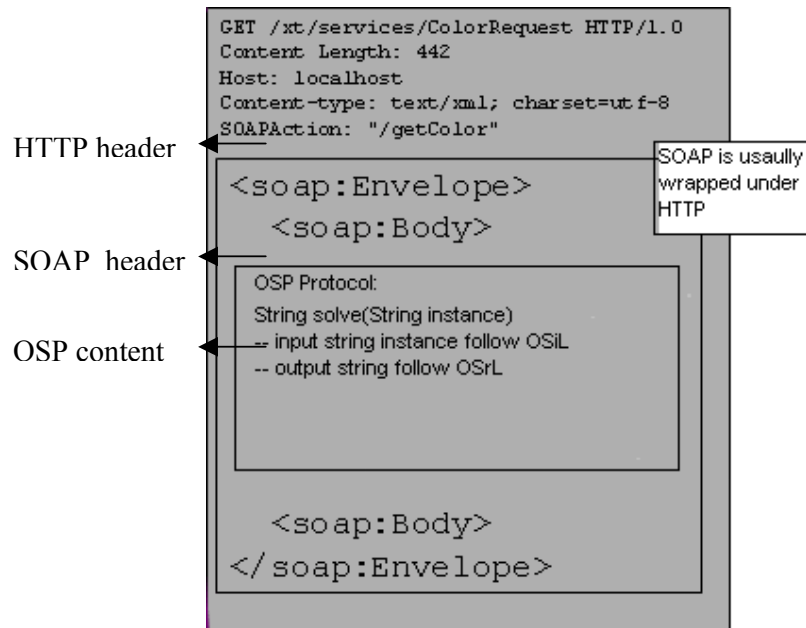 GET /xt/services/ColorRequest HTTP/1.0
Content Length: 442
Host: localhost
Content-type: text/xml; charset=utf-8
SOAPAction: "/getColor"
HTTP header
SOAP is usaully
wrapped under
HTTP
<soap:Envelope>
<soap:Body>
SOAP header
OSP Protocol:
String solve(String instance)
-- input string instance follow OSiL
-- output string follow OSrL
OSP content
<soap:Body>
</soap:Envelope>